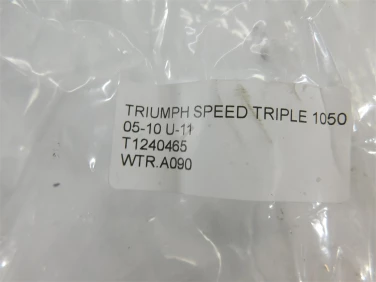 TRIUMPH SPEED TRIPLE 1050
05-10 U-11
T1240465
WTR.A090